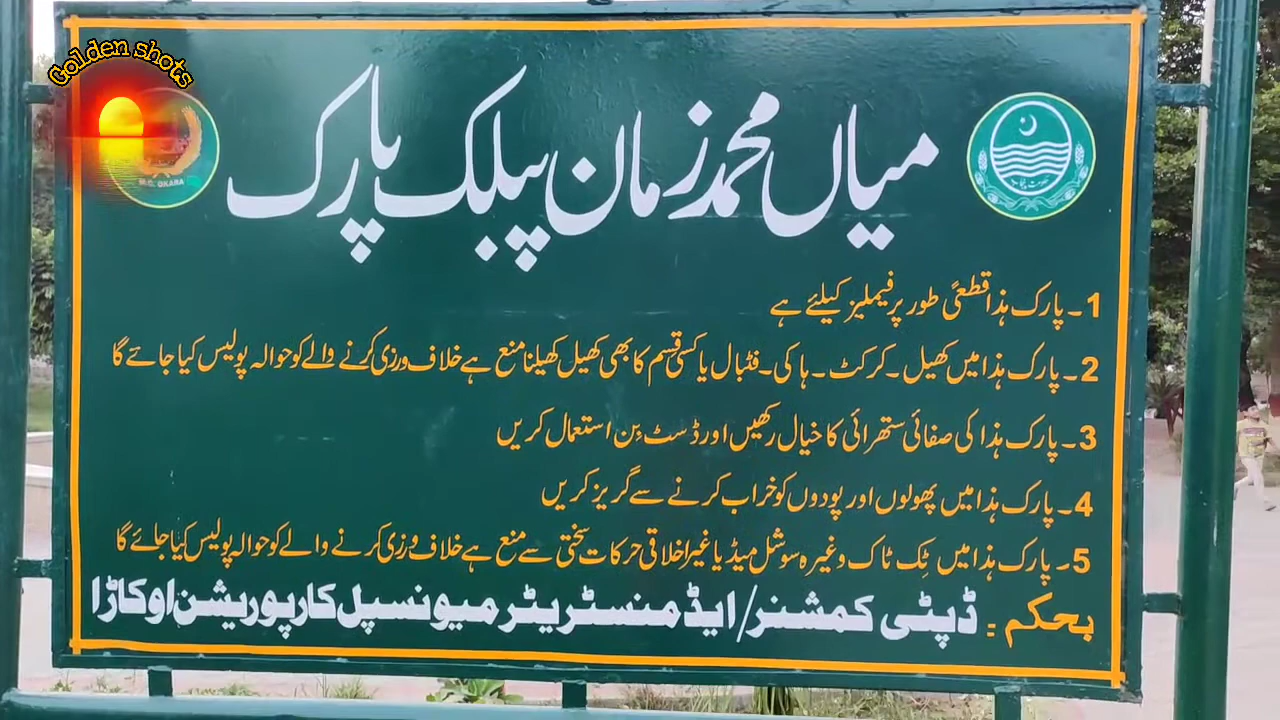 Golden shots
M.C. OKARA
میاں محمد زمان پبلک پارک
1۔ پارک ہذا قطعئً طور پر فیملیز کیلئے ہے
2۔ پارک ہذا میں کھیل۔ کرکٹ۔ ہاکی۔ فٹبال یا کسی قسم کا بھی کھیل کھیلنا منع ہے خلاف ورزی کرنے والے کو حوالہ پولیس کیا جائے گا
3۔ پارک ہذا کی صفائی ستھرائی کا خیال رکھیں اور ڈسٹ بِن استعمال کریں
4۔ پارک ہذا میں پھولوں اور پودوں کو خراب کرنے سے گریز کریں
5۔ پارک ہذا میں ٹِک ٹاک وغیرہ سوشل میڈیا غیر اخلاقی حرکات سختی سے منع ہے خلاف ورزی کرنے والے کو حوالہ پولیس کیا جائے گا
بحکم : ڈپٹی کمشنر/ایڈمنسٹریٹر میونسپل کارپوریشن اوکاڑا